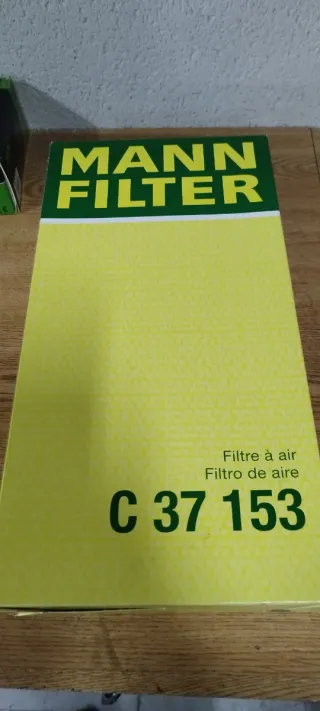 MANN
FILTER
Filtre à air
Filtro de aire
C 37 153